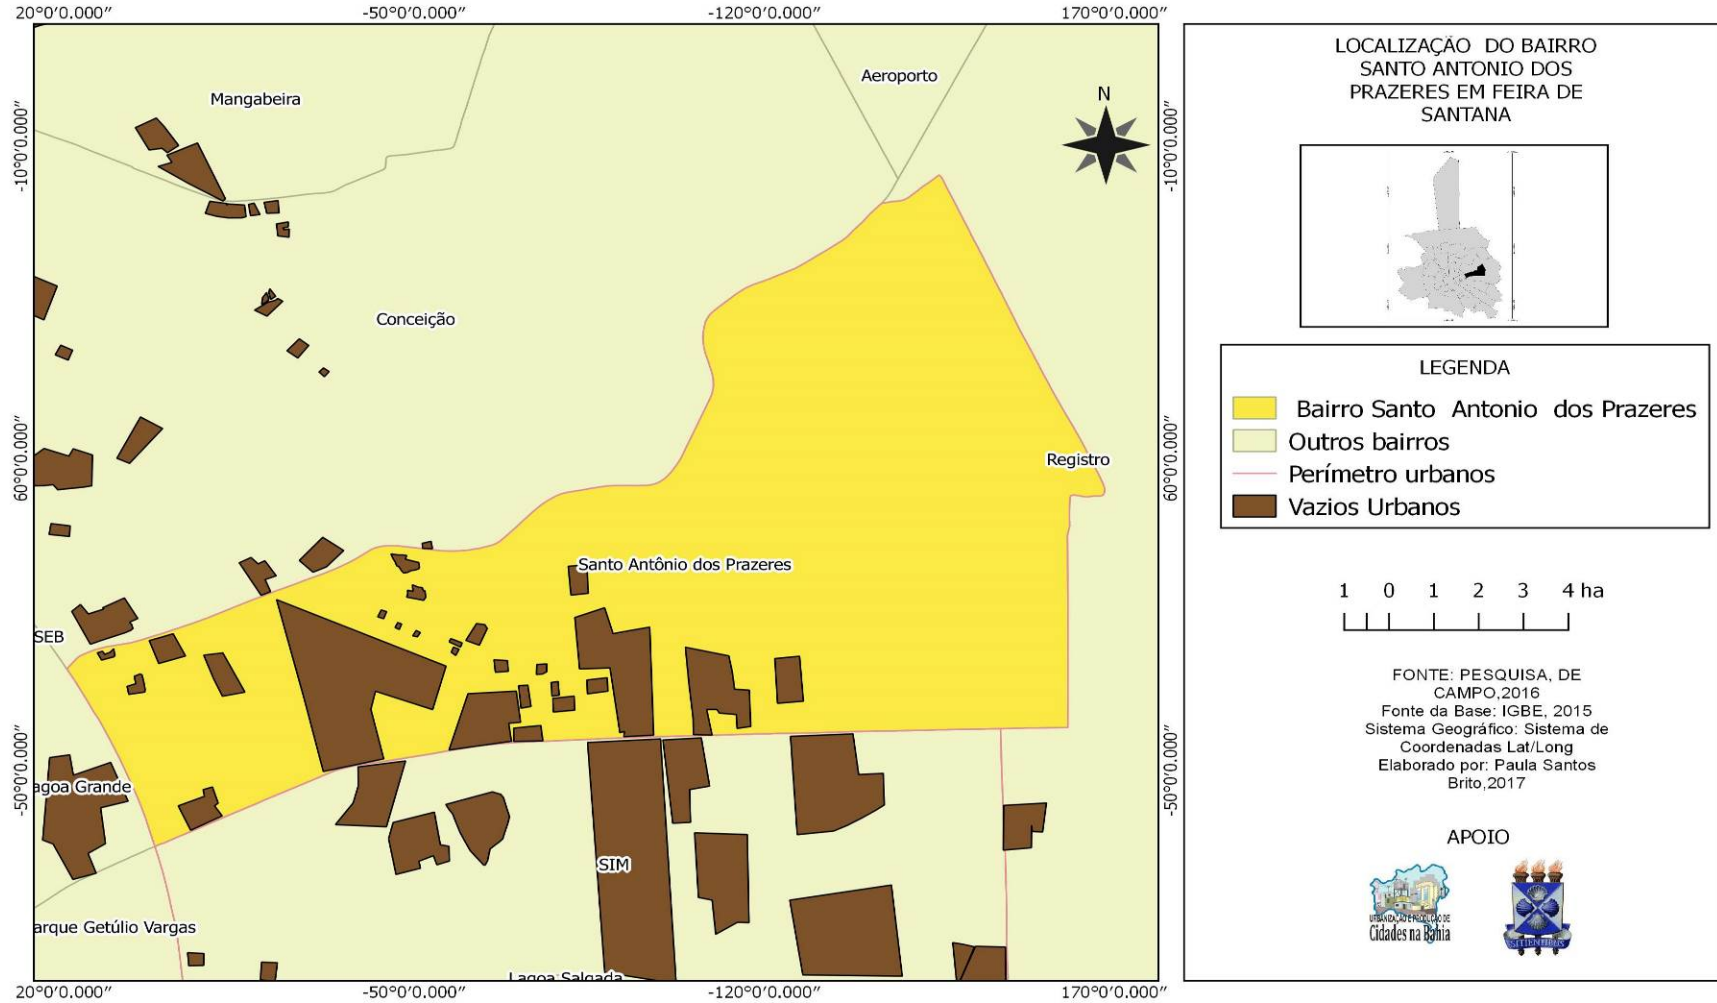 20°0′0.000″
-50°0′0.000″
-120°0′0.000″
170°0′0.000″
-10°0′0.000″
60°0′0.000″
-50°0′0.000″
Mangabeira
Aeroporto
N
Conceição
Registro
Santo Antônio dos Prazeres
SEB
agoa Grande
SIM
arque Getúlio Vargas
Lagoa Salgada
-10°0′0.000″
60°0′0.000″
-50°0′0.000″
20°0′0.000″
-50°0′0.000″
-120°0′0.000″
170°0′0.000″
LOCALIZAÇÃO DO BAIRRO
SANTO ANTONIO DOS
PRAZERES EM FEIRA DE
SANTANA
LEGENDA
Bairro Santo Antonio dos Prazeres
Outros bairros
Perímetro urbanos
Vazios Urbanos
1 0 1 2 3 4 ha
FONTE: PESQUISA, DE
CAMPO,2016
Fonte da Base: IGBE, 2015
Sistema Geográfico: Sistema de
Coordenadas Lat/Long
Elaborado por: Paula Santos
Brito,2017
APOIO
URBANIZAÇÃO E PRODUÇÃO DE
Cidades na Bahia
SITIENTIBUS